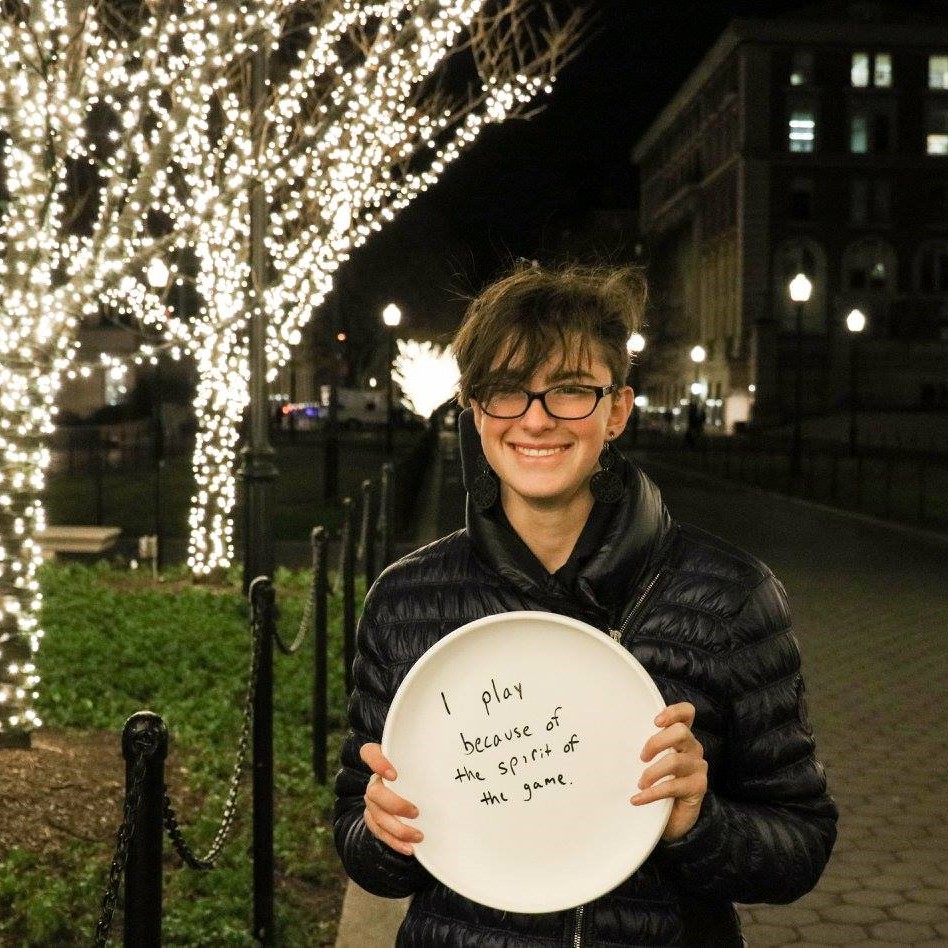 I play
because of
the spirit of
the game.